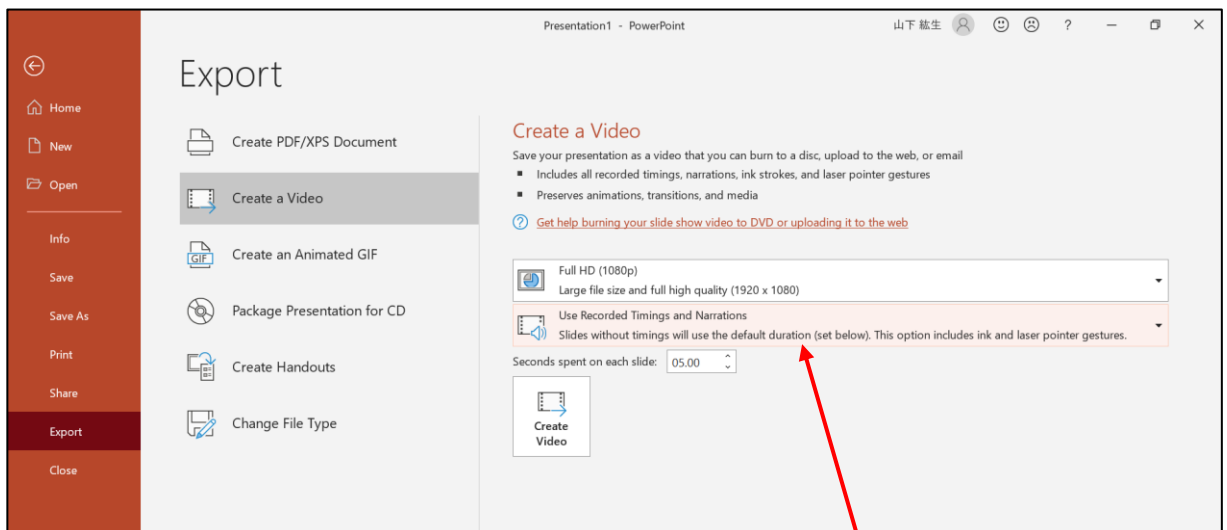 Presentation1 - PowerPoint
山下 紘生
?
Export
Home
New
Open
Info
Save
Save As
Print
Share
Export
Close
Create PDF/XPS Document
Create a Video
Create an Animated GIF
GIF
Package Presentation for CD
Create Handouts
Change File Type
Create a Video
Save your presentation as a video that you can burn to a disc, upload to the web, or email
▪ Includes all recorded timings, narrations, ink strokes, and laser pointer gestures
▪ Preserves animations, transitions, and media
? Get help burning your slide show video to DVD or uploading it to the web
Full HD (1080p)
Large file size and full high quality (1920 x 1080)
Use Recorded Timings and Narrations
Slides without timings will use the default duration (set below). This option includes ink and laser pointer gestures.
Seconds spent on each slide: 05.00
Create
Video